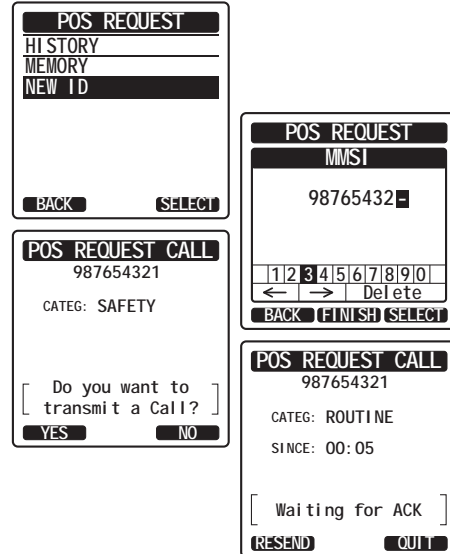 POS REQUEST
HISTORY
MEMORY
NEW ID
BACK SELECT
POS REQUEST
MMSI
98765432-
1 2 3 4 5 6 7 8 9 0
← → Delete
BACK FINISH SELECT
POS REQUEST CALL
987654321
CATEG: SAFETY
Do you want to
transmit a Call?
YES NO
POS REQUEST CALL
987654321
CATEG: ROUTINE
SINCE: 00:05
Waiting for ACK
RESEND QUIT